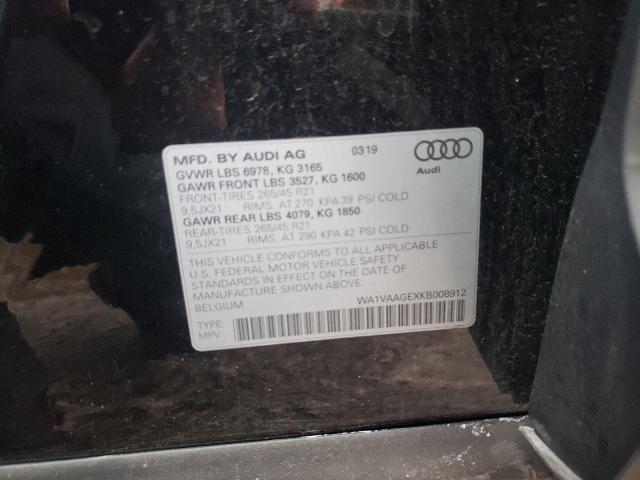 MFD. BY AUDI AG 0319
GVWR LBS 6978, KG 3165
GAWR FRONT LBS 3527, KG 1600
FRONT-TIRES 265/45 R21
9,5JX21 RIMS, AT 270 KPA 39 PSI COLD
GAWR REAR LBS 4079, KG 1850
REAR-TIRES 265/45 R21
9,5JX21 RIMS, AT 290 KPA 42 PSI COLD
Audi
THIS VEHICLE CONFORMS TO ALL APPLICABLE
U.S. FEDERAL MOTOR VEHICLE SAFETY
STANDARDS IN EFFECT ON THE DATE OF
MANUFACTURE SHOWN ABOVE.
BELGIUM WA1VAAGEXKB008912
TYPE:
MPV